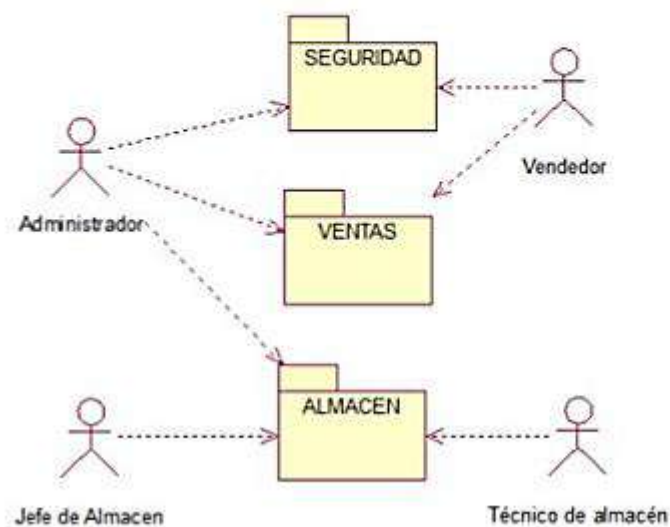 SEGURIDAD
Vendedor
Administrador
VENTAS
ALMACEN
Jefe de Almacen
Técnico de almacén